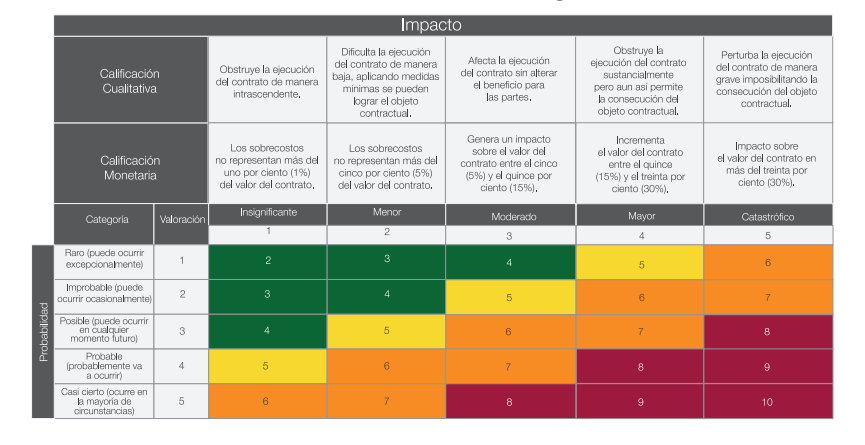 Impacto
Calificación
Cualitativa
Obstruye la ejecución
del contrato de manera
intrascendente.
Dificulta la ejecución
del contrato de manera
baja, aplicando medidas
mínimas se pueden
lograr el objeto
contractual.
Afecta la ejecución
del contrato sin alterar
el beneficio para
las partes.
Obstruye la
ejecución del contrato
sustancialmente
pero aun así permite
la consecución del
objeto contractual.
Perturba la ejecución
del contrato de manera
grave imposibilitando la
consecución del objeto
contractual.
Calificación
Monetaria
Los sobrecostos
no representan más del
uno por ciento (1%)
del valor del contrato.
Los sobrecostos
no representan más del
cinco por ciento (5%)
del valor del contrato.
Genera un impacto
sobre el valor del
contrato entre el cinco
(5%) y el quince por
ciento (15%).
Incrementa
el valor del contrato
entre el quince
(15%) y el treinta por
ciento (30%).
Impacto sobre
el valor del contrato en
más del treinta por
ciento (30%).
Categoría
Valoración
Insignificante
Menor
Moderado
Mayor
Catastrófico
1
2
3
4
5
Probabilidad
Raro (puede ocurrir
excepcionalmente)
1
2
3
4
5
6
Improbable (puede
ocurrir ocasionalmente)
2
3
4
5
6
7
Posible (puede ocurrir
en cualquier
momento futuro)
3
4
5
6
7
8
Probable
(probablemente va
a ocurrir)
4
5
6
7
8
9
Casi cierto (ocurre en
la mayoría de
circunstancias)
5
6
7
8
9
10